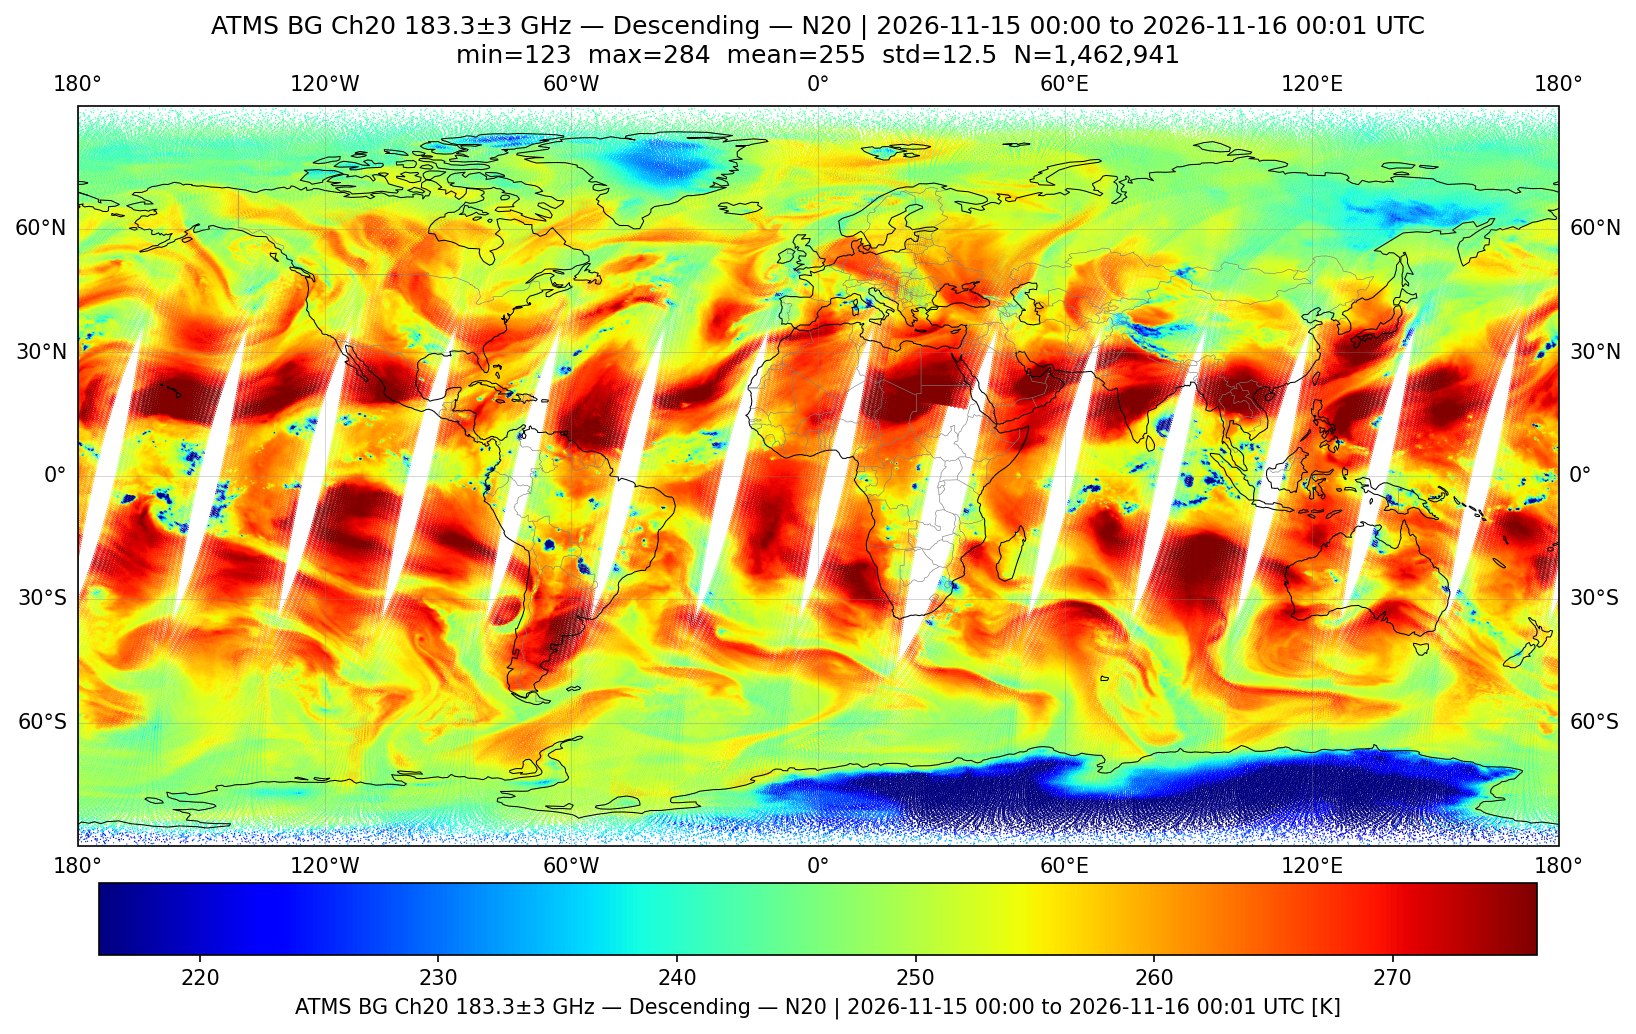 ATMS BG Ch20 183.3±3 GHz — Descending — N20 | 2026-11-15 00:00 to 2026-11-16 00:01 UTC
min=123  max=284  mean=255  std=12.5  N=1,462,941
180° 120°W 60°W 0° 60°E 120°E 180°
60°N 60°N
30°N 30°N
0° 0°
30°S 30°S
60°S 60°S
180° 120°W 60°W 0° 60°E 120°E 180°
220 230 240 250 260 270
ATMS BG Ch20 183.3±3 GHz — Descending — N20 | 2026-11-15 00:00 to 2026-11-16 00:01 UTC [K]